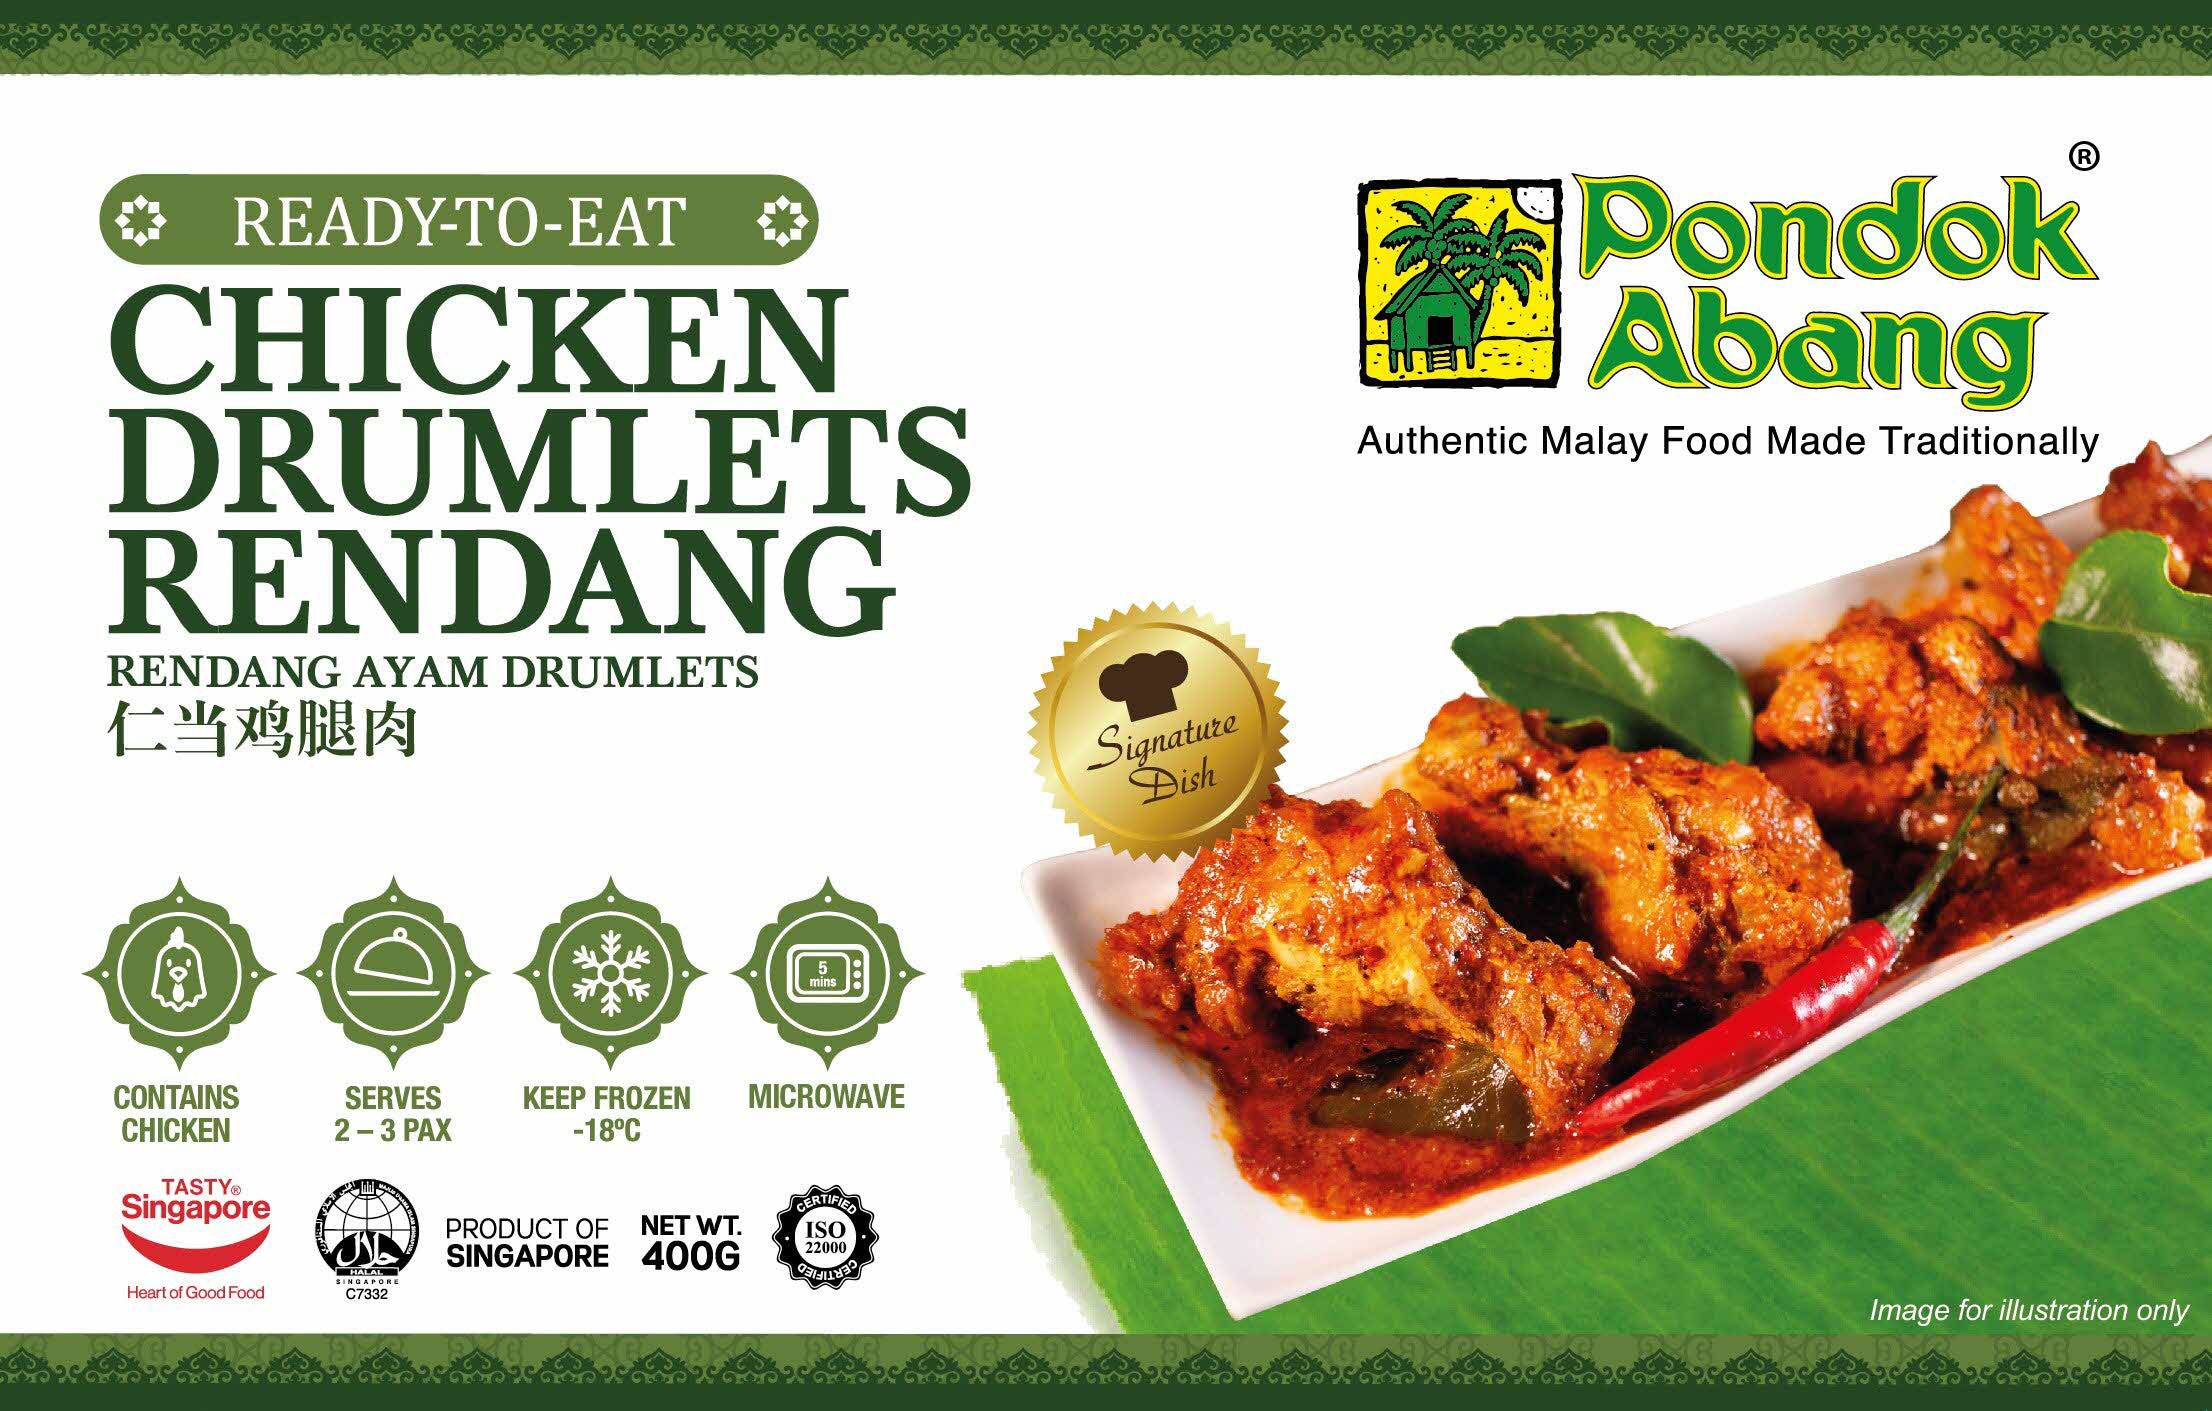 READY-TO-EAT
CHICKEN
DRUMLETS
RENDANG
RENDANG AYAM DRUMLETS
仁当鸡腿肉
®
Pondok
Abang
Authentic Malay Food Made Traditionally
Signature
Dish
CONTAINS
CHICKEN
SERVES
2 – 3 PAX
KEEP FROZEN
-18ºC
5
mins
MICROWAVE
TASTY®
Singapore
Heart of Good Food
حلال
HALAL
SINGAPORE
C7332
PRODUCT OF
SINGAPORE
NET WT.
400G
CERTIFIED
ISO
22000
CERTIFIED
Image for illustration only